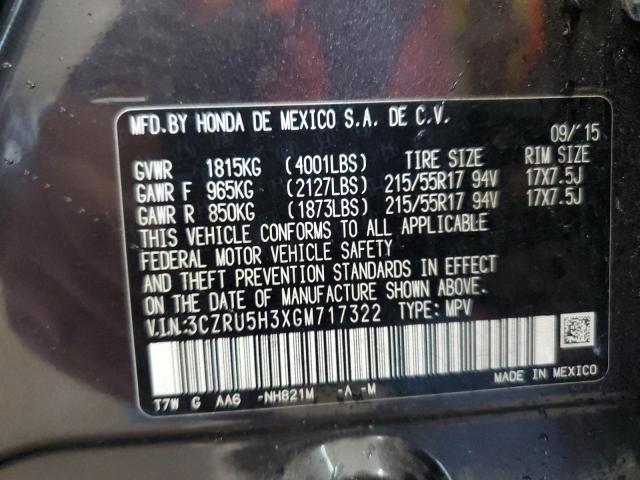 MFD.BY HONDA DE MEXICO S.A. DE C.V.
09/'15
GVWR 1815KG (4001LBS) TIRE SIZE RIM SIZE
GAWR F 965KG (2127LBS) 215/55R17 94V 17X7.5J
GAWR R 850KG (1873LBS) 215/55R17 94V 17X7.5J
THIS VEHICLE CONFORMS TO ALL APPLICABLE
FEDERAL MOTOR VEHICLE SAFETY
AND THEFT PREVENTION STANDARDS IN EFFECT
ON THE DATE OF MANUFACTURE SHOWN ABOVE.
V.I.N.:3CZRU5H3XGM717322 TYPE: MPV
MADE IN MEXICO
T7W G AA6 -NH821M -A -M